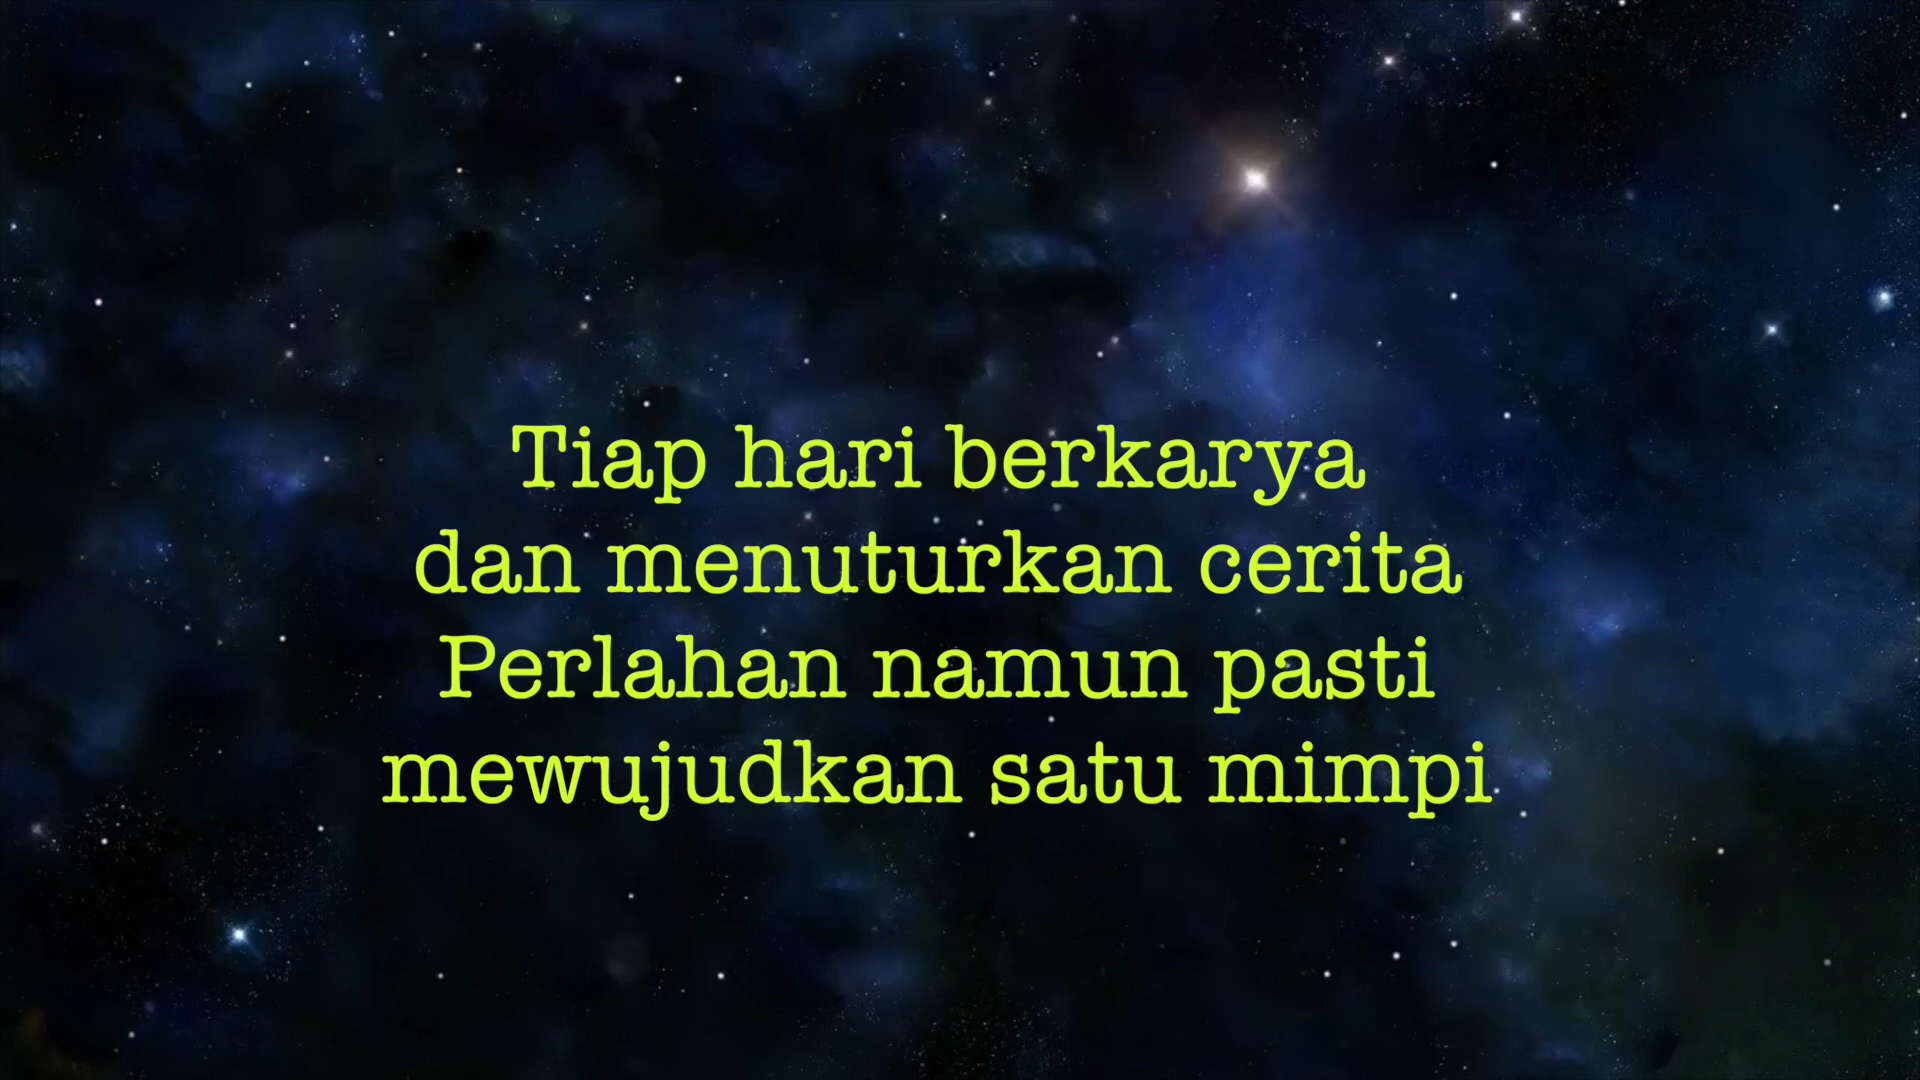 Tiap hari berkarya
dan menuturkan cerita
Perlahan namun pasti
mewujudkan satu mimpi